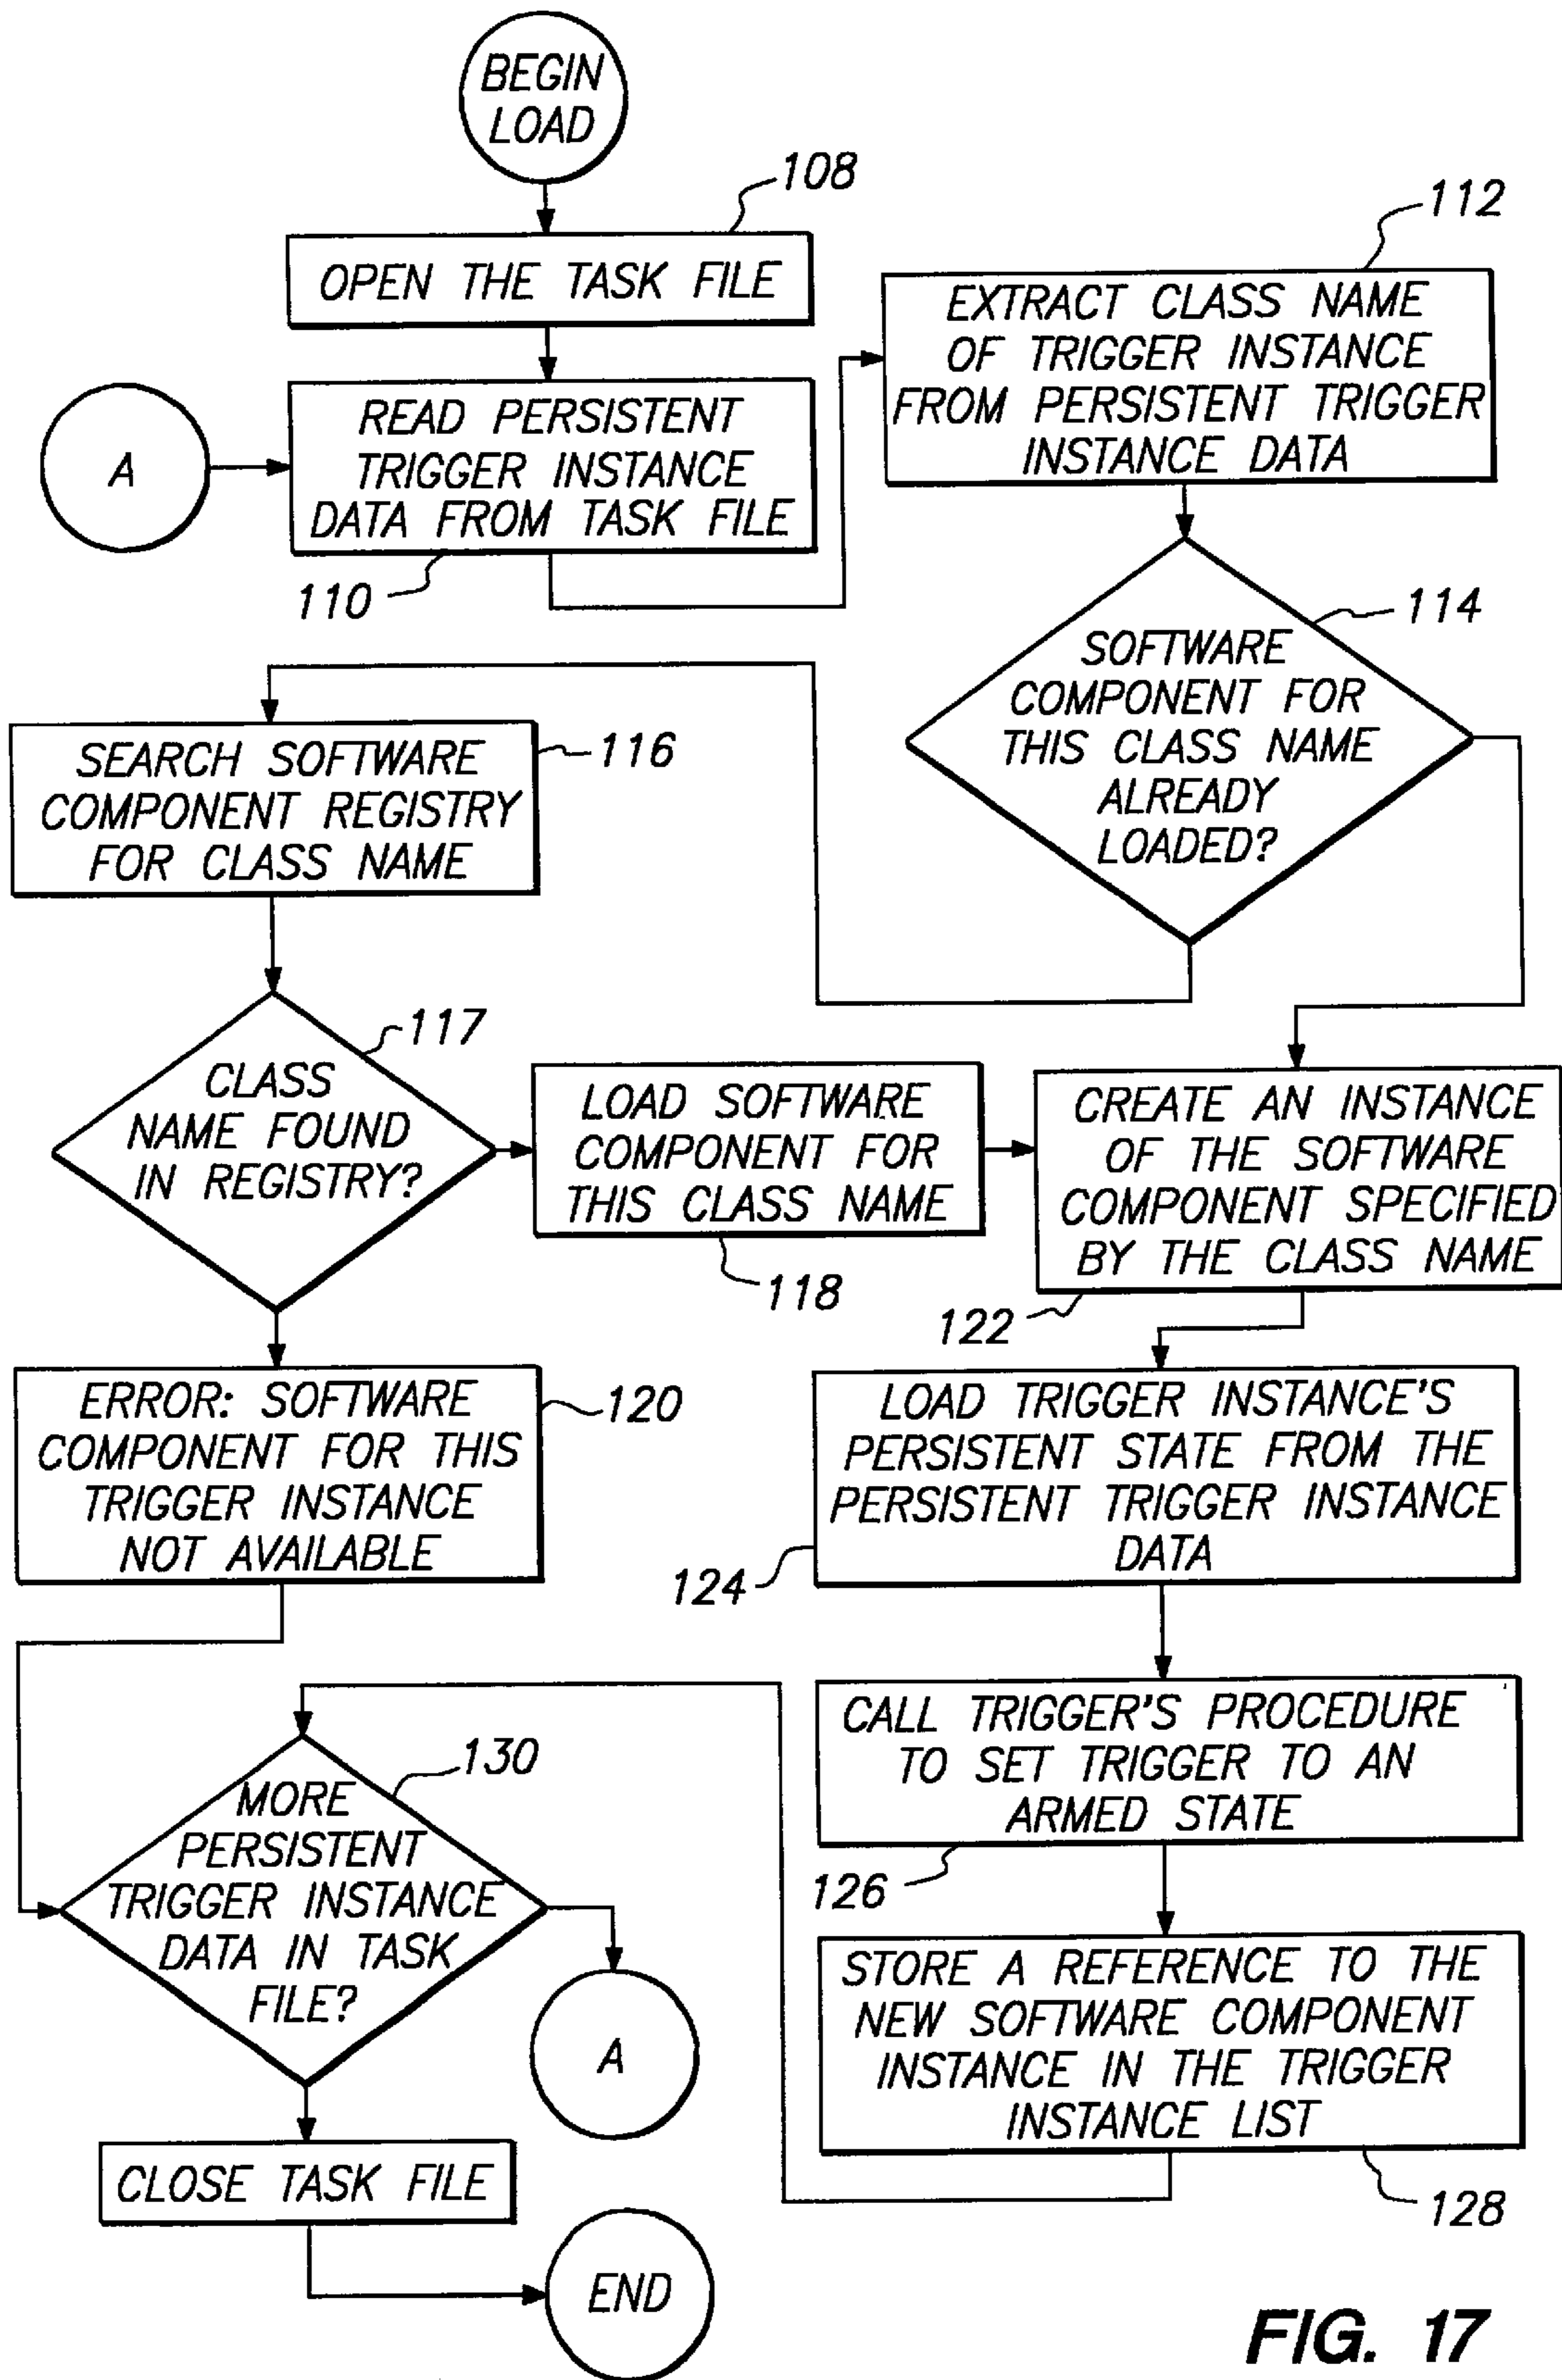 BEGIN
LOAD
108
OPEN THE TASK FILE
112
EXTRACT CLASS NAME
OF TRIGGER INSTANCE
FROM PERSISTENT TRIGGER
INSTANCE DATA
A
READ PERSISTENT
TRIGGER INSTANCE
DATA FROM TASK FILE
110
114
SOFTWARE
COMPONENT FOR
THIS CLASS NAME
ALREADY
LOADED?
116
SEARCH SOFTWARE
COMPONENT REGISTRY
FOR CLASS NAME
117
CLASS
NAME FOUND
IN REGISTRY?
LOAD SOFTWARE
COMPONENT FOR
THIS CLASS NAME
118
CREATE AN INSTANCE
OF THE SOFTWARE
COMPONENT SPECIFIED
BY THE CLASS NAME
122
ERROR: SOFTWARE
COMPONENT FOR THIS
TRIGGER INSTANCE
NOT AVAILABLE
120
LOAD TRIGGER INSTANCE'S
PERSISTENT STATE FROM THE
PERSISTENT TRIGGER INSTANCE
DATA
124
CALL TRIGGER'S PROCEDURE
TO SET TRIGGER TO AN
ARMED STATE
126
130
MORE
PERSISTENT
TRIGGER INSTANCE
DATA IN TASK
FILE?
A
STORE A REFERENCE TO THE
NEW SOFTWARE COMPONENT
INSTANCE IN THE TRIGGER
INSTANCE LIST
128
CLOSE TASK FILE
END
FIG. 17